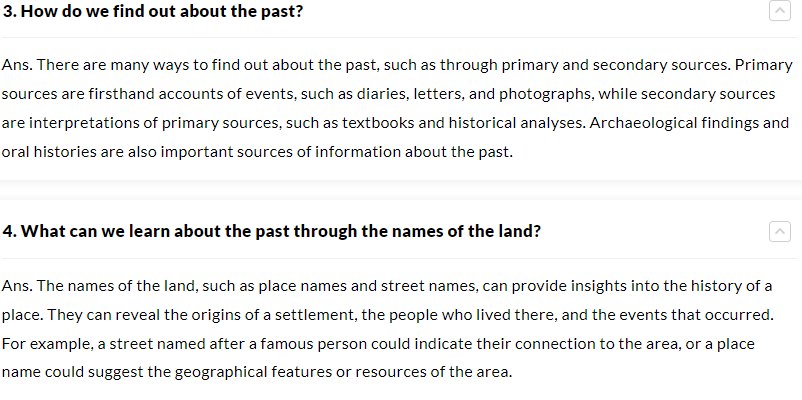 3. How do we find out about the past?
Ans. There are many ways to find out about the past, such as through primary and secondary sources. Primary
sources are firsthand accounts of events, such as diaries, letters, and photographs, while secondary sources
are interpretations of primary sources, such as textbooks and historical analyses. Archaeological findings and
oral histories are also important sources of information about the past.
4. What can we learn about the past through the names of the land?
Ans. The names of the land, such as place names and street names, can provide insights into the history of a
place. They can reveal the origins of a settlement, the people who lived there, and the events that occurred.
For example, a street named after a famous person could indicate their connection to the area, or a place
name could suggest the geographical features or resources of the area.